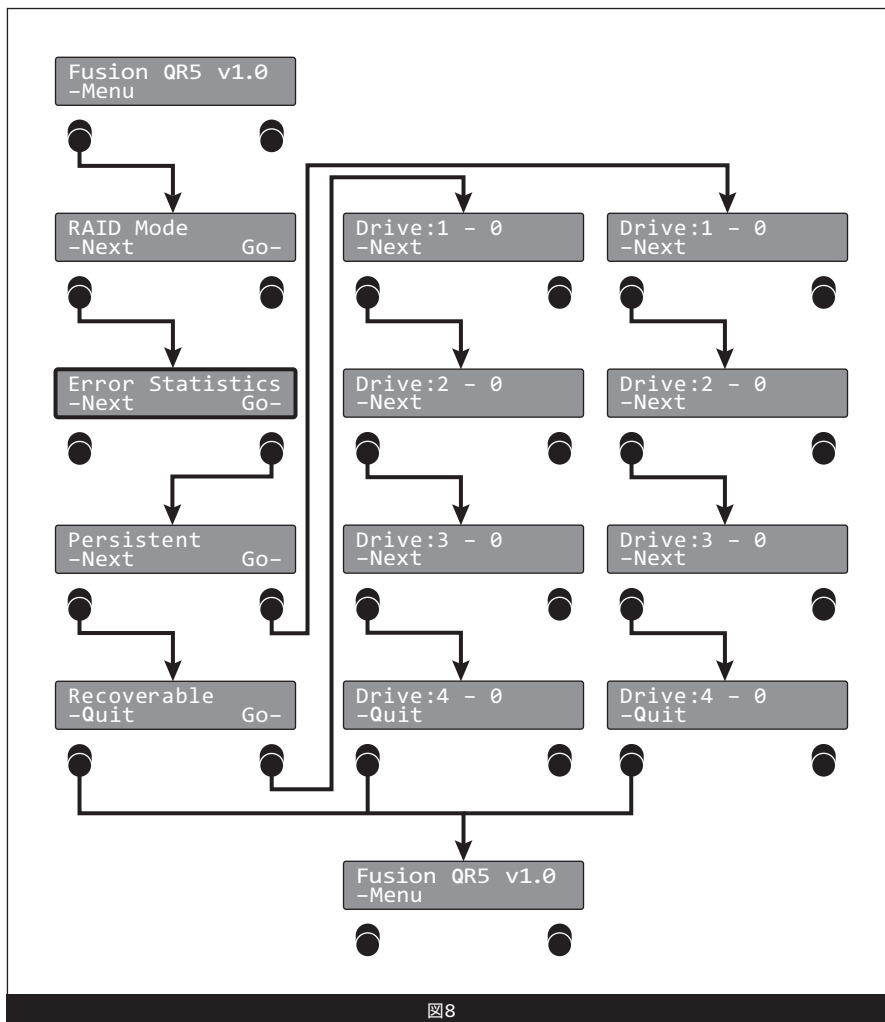 Fusion QR5 v1.0
–Menu
RAID Mode
–Next Go–
Error Statistics
–Next Go–
Persistent
–Next Go–
Recoverable
–Quit Go–
Drive:1 – 0
–Next
Drive:2 – 0
–Next
Drive:3 – 0
–Next
Drive:4 – 0
–Quit
Drive:1 – 0
–Next
Drive:2 – 0
–Next
Drive:3 – 0
–Next
Drive:4 – 0
–Quit
Fusion QR5 v1.0
–Menu
図8